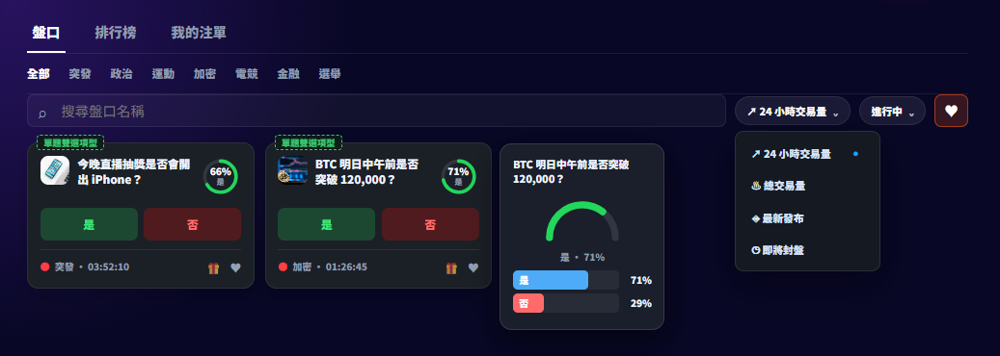 盤口 排行榜 我的注單
全部 突發 政治 運動 加密 電競 金融 選舉
搜尋盤口名稱
24 小時交易量
進行中
24 小時交易量
總交易量
最新發布
即將封盤
單題雙選項型
今晚直播抽獎是否會開
出 iPhone？
66%
是
是 否
突發 • 03:52:10
單題雙選項型
BTC 明日中午前是否
突破 120,000？
71%
是
是 否
加密 • 01:26:45
BTC 明日中午前是否突破
120,000？
是 • 71%
是 71%
否 29%